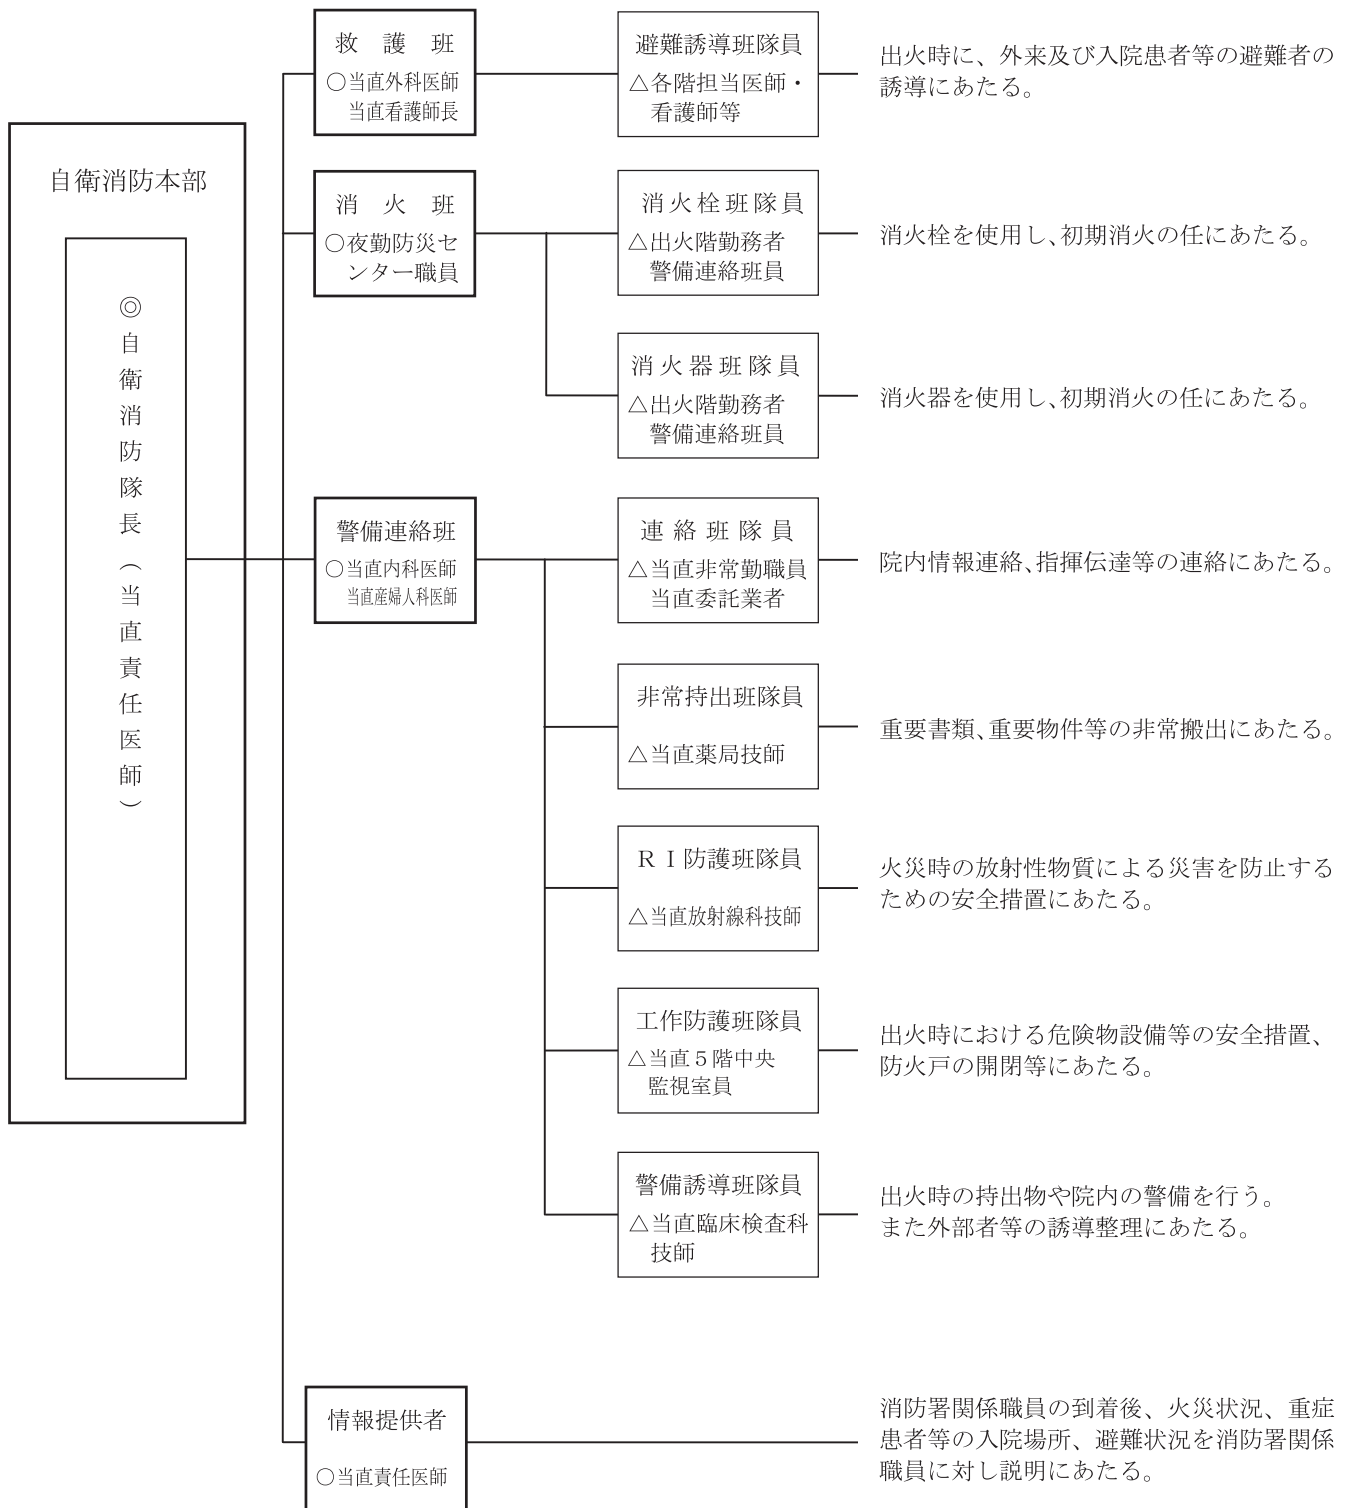 自衛消防本部
◎自衛消防隊長（当直責任医師）
救護班
○当直外科医師
当直看護師長
避難誘導班隊員
△各階担当医師・
看護師等
出火時に、外来及び入院患者等の避難者の
誘導にあたる。
消火班
○夜勤防災セ
ンター職員
消火栓班隊員
△出火階勤務者
警備連絡班員
消火栓を使用し、初期消火の任にあたる。
消火器班隊員
△出火階勤務者
警備連絡班員
消火器を使用し、初期消火の任にあたる。
警備連絡班
○当直内科医師
当直産婦人科医師
連絡班隊員
△当直非常勤職員
当直委託業者
院内情報連絡、指揮伝達等の連絡にあたる。
非常持出班隊員
△当直薬局技師
重要書類、重要物件等の非常搬出にあたる。
ＲＩ防護班隊員
△当直放射線科技師
火災時の放射性物質による災害を防止する
ための安全措置にあたる。
工作防護班隊員
△当直５階中央
監視室員
出火時における危険物設備等の安全措置、
防火戸の開閉等にあたる。
警備誘導班隊員
△当直臨床検査科
技師
出火時の持出物や院内の警備を行う。
また外部者等の誘導整理にあたる。
情報提供者
○当直責任医師
消防署関係職員の到着後、火災状況、重症
患者等の入院場所、避難状況を消防署関係
職員に対し説明にあたる。